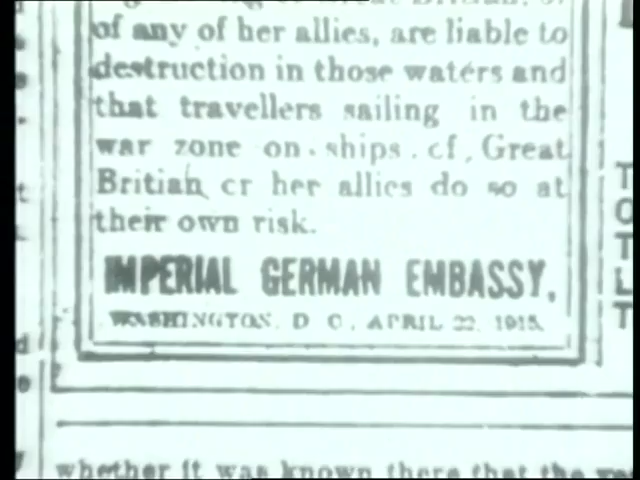 of any of her allies, are liable to
destruction in those waters and
that travellers sailing in the
war zone on ships of Great
Britian or her allies do so at
their own risk.
IMPERIAL GERMAN EMBASSY,
WASHINGTON, D. C., APRIL 22, 1915.
whether it was known there that the
T
O
T
L
T